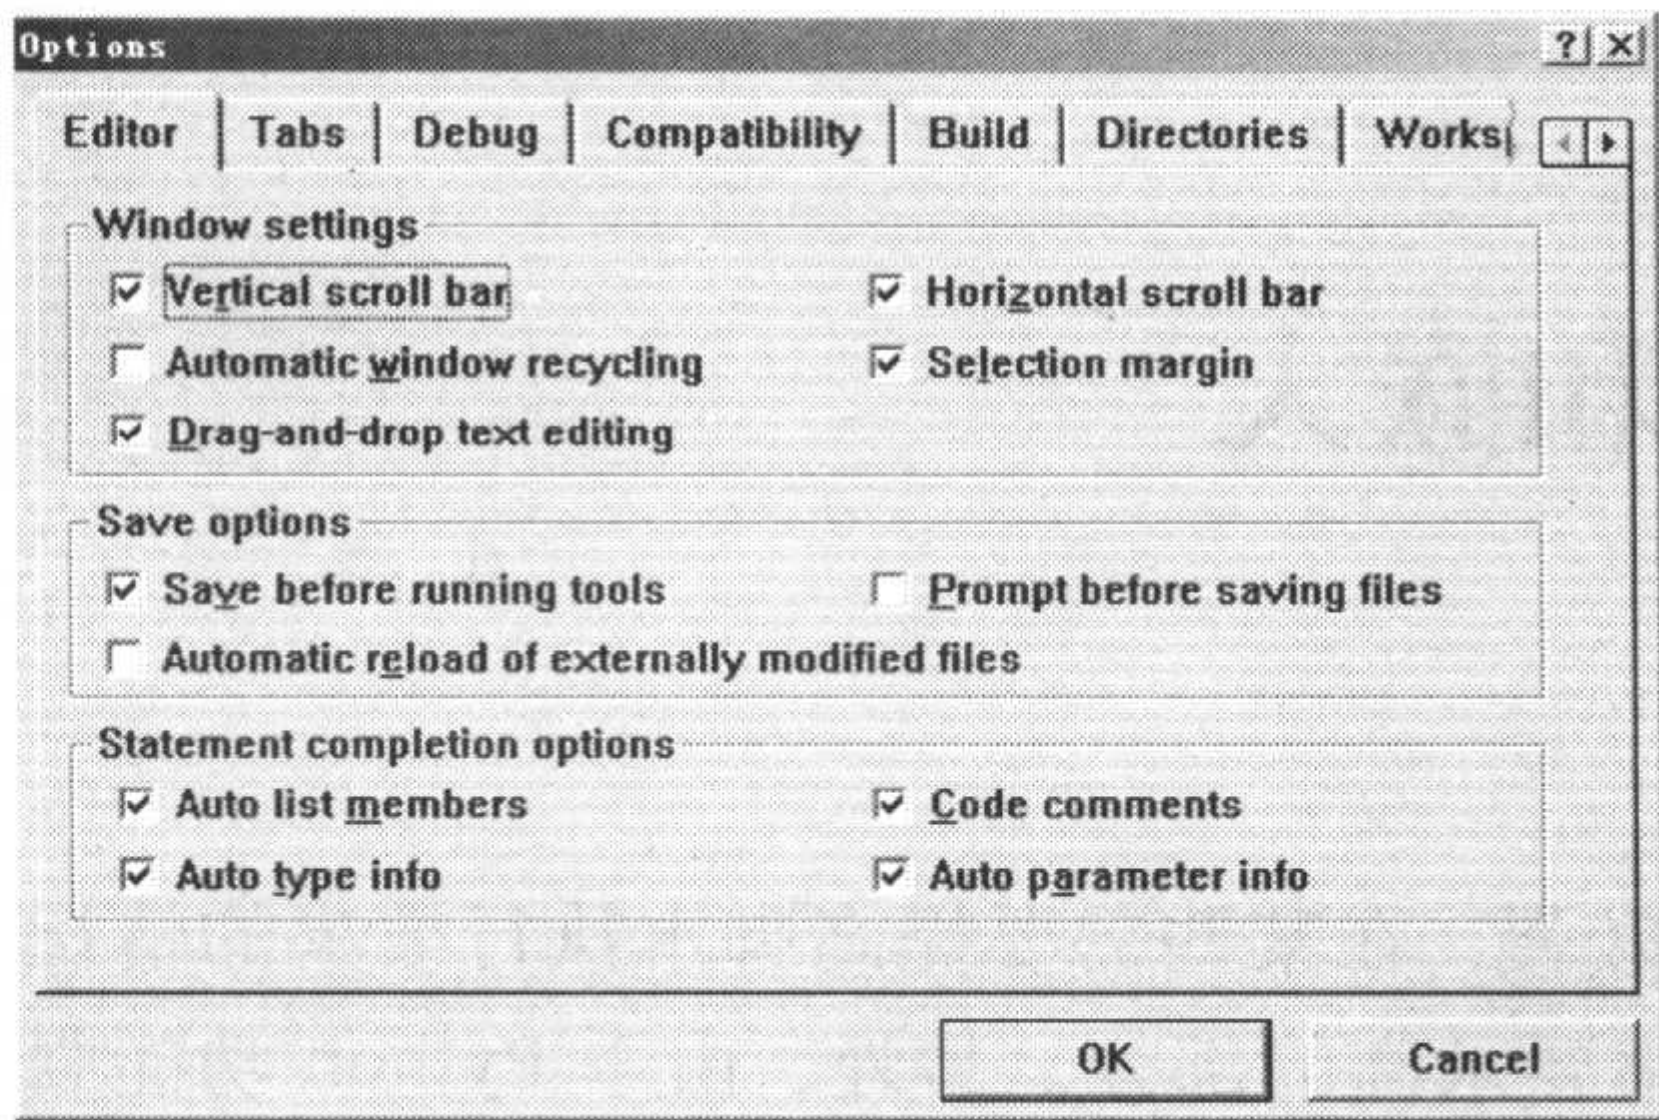 Options
Editor Tabs Debug Compatibility Build Directories Works
Window settings
Vertical scroll bar Horizontal scroll bar
Automatic window recycling Selection margin
Drag-and-drop text editing
Save options
Save before running tools Prompt before saving files
Automatic reload of externally modified files
Statement completion options
Auto list members Code comments
Auto type info Auto parameter info
OK Cancel